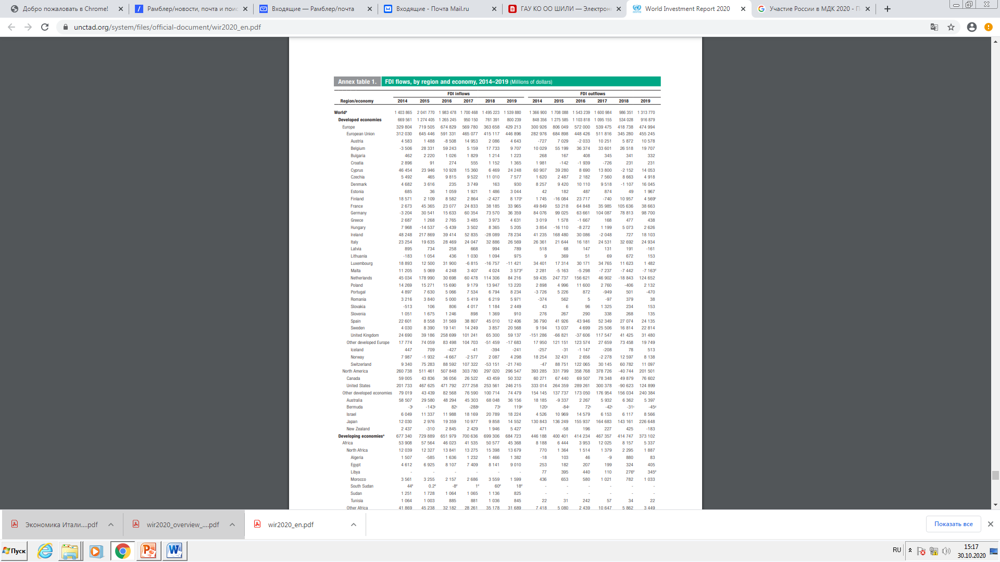 Добро пожаловать в Chrome!
Рамблер/новости, почта и поис
Входящие — Рамблер/почта
Входящие - Почта Mail.ru
ГАУ КО ОО ШИЛИ — Электрон
World Investment Report 2020
Участие России в МДК 2020 - П
unctad.org/system/files/official-document/wir2020_en.pdf
Annex table 1. FDI flows, by region and economy, 2014–2019 (Millions of dollars)
FDI inflows FDI outflows
Region/economy 2014 2015 2016 2017 2018 2019 2014 2015 2016 2017 2018 2019
Worldᵃ 1 403 865 2 041 770 1 983 478 1 700 468 1 495 223 1 539 880 1 366 900 1 708 088 1 543 239 1 600 984 986 351 1 313 770
Developed economies 669 561 1 274 405 1 265 245 950 150 761 391 800 239 848 356 1 275 585 1 103 818 1 095 155 534 028 916 879
Europe 329 804 719 505 674 829 569 780 363 658 429 213 300 926 806 049 572 000 539 475 418 738 474 994
European Union 312 030 645 446 591 331 465 077 415 117 446 896 282 976 684 898 448 426 511 816 345 280 455 245
Austria 4 583 1 488 -8 508 14 953 2 086 4 643 -727 7 029 -2 033 10 251 5 872 10 578
Belgium -3 506 28 331 59 243 5 159 17 733 9 707 10 029 55 199 36 374 33 601 26 518 19 707
Bulgaria 462 2 220 1 026 1 829 1 214 1 223 268 167 408 345 341 332
Croatia 2 896 91 274 555 1 152 1 365 1 981 -142 -1 939 -726 231 231
Cyprus 46 454 23 946 10 928 15 360 6 469 24 248 60 907 39 280 8 690 13 800 -2 152 14 053
Czechia 5 492 465 9 815 9 522 11 010 7 577 1 620 2 487 2 182 7 560 8 663 4 918
Denmark 4 682 3 616 235 3 749 163 930 8 257 9 420 10 110 9 518 -1 107 16 045
Estonia 685 36 1 059 1 921 1 486 3 044 42 182 487 874 49 1 967
Finland 18 571 2 109 8 582 2 864 -2 427 8 170ᶜ 1 745 -16 084 23 717 -740 10 957 4 569ᶜ
France 2 673 45 365 23 077 24 833 38 185 33 965 49 849 53 218 64 848 35 985 105 636 38 663
Germany -3 204 30 541 15 633 60 354 73 570 36 359 84 076 99 025 63 661 104 087 78 813 98 700
Greece 2 687 1 268 2 765 3 485 3 973 4 631 3 019 1 578 -1 667 168 477 438
Hungary 7 968 -14 537 -5 439 3 502 8 365 5 205 3 854 -16 110 -8 272 1 199 5 073 2 626
Ireland 48 248 217 869 39 414 52 835 -28 089 78 234 41 235 168 480 30 086 -2 048 727 18 103
Italy 23 254 19 635 28 469 24 047 32 886 26 569 26 361 21 644 16 181 24 531 32 692 24 934
Latvia 895 734 258 668 994 789 518 68 147 131 191 -161
Lithuania -183 1 054 436 1 030 1 094 975 9 369 51 69 672 153
Luxembourg 18 893 12 500 31 900 -6 815 -16 757 -11 421 34 401 17 314 30 171 34 765 11 623 1 482
Malta 11 205 5 069 4 248 3 407 4 024 3 573ᵈ 2 281 -5 163 -5 298 -7 237 -7 442 -7 163ᵈ
Netherlands 45 034 178 990 30 698 60 478 114 306 84 216 59 435 247 737 156 621 46 902 -18 843 124 652
Poland 14 269 15 271 15 690 9 179 13 947 13 220 2 898 4 996 11 600 2 760 -406 2 132
Portugal 4 897 7 630 5 066 7 534 6 794 8 234 -3 726 5 226 872 -949 501 -470
Romania 3 216 3 840 5 000 5 419 6 219 5 971 -374 562 5 -97 379 38
Slovakia -513 106 806 4 017 1 184 2 449 43 6 96 1 325 234 153
Slovenia 1 051 1 675 1 246 898 1 369 910 276 267 290 338 268 135
Spain 22 601 8 558 31 569 38 807 45 010 12 406 36 790 41 926 43 946 52 349 27 074 24 135
Sweden 4 030 8 390 19 141 14 249 3 857 20 568 9 194 13 037 4 699 25 506 16 814 22 814
United Kingdom 24 690 39 186 258 699 101 241 65 300 59 137 -151 286 -66 821 -37 606 117 547 41 425 31 480
Other developed Europe 17 774 74 059 83 498 104 703 -51 459 -17 683 17 950 121 151 123 574 27 659 73 458 19 749
Iceland 447 709 -427 -41 -394 -241 -257 -31 -1 147 -208 78 513
Norway 7 987 -1 932 -4 667 -2 577 2 087 4 298 18 254 32 431 2 656 -2 278 12 597 8 138
Switzerland 9 340 75 283 88 592 107 322 -53 151 -21 740 -47 88 751 122 065 30 145 60 782 11 097
North America 260 738 511 461 507 848 303 780 297 020 296 547 393 285 331 799 358 768 378 726 -40 744 201 501
Canada 59 005 43 836 36 056 26 522 43 459 50 332 60 271 67 440 69 507 78 348 49 879 76 602
United States 201 733 467 625 471 792 277 258 253 561 246 215 333 014 264 359 289 261 300 378 -90 623 124 899
Other developed economies 79 019 43 439 82 568 76 590 100 714 74 479 154 145 137 737 173 050 176 954 156 034 240 384
Australia 58 507 29 580 48 294 45 303 68 048 36 156 18 185 -9 337 2 267 5 932 6 362 5 397
Bermuda -3ᶜ -143ᶜ 82ᶜ -288ᶜ 73ᶜ 119ᵈ 120ᶜ -84ᶜ 72ᶜ -42ᶜ -31ᶜ -45ᵈ
Israel 6 049 11 337 11 988 18 169 20 789 18 224 4 526 10 969 14 579 6 153 6 117 8 566
Japan 12 030 2 976 19 359 10 977 9 858 14 552 130 843 136 249 155 937 164 683 143 161 226 648
New Zealand 2 437 -310 2 845 2 429 1 946 5 427 471 -58 196 227 425 -183
Developing economiesᵃ 677 340 729 889 651 979 700 636 699 306 684 723 446 188 400 401 414 234 467 357 414 747 373 102
Africa 53 908 57 564 46 023 41 535 50 577 45 368 8 188 6 444 3 953 12 025 8 157 5 337
North Africa 12 039 12 327 13 841 13 275 15 398 13 679 770 1 364 1 514 1 379 2 295 1 887
Algeria 1 507 -585 1 636 1 232 1 466 1 382 -18 103 46 -9 880 83
Egypt 4 612 6 925 8 107 7 409 8 141 9 010 253 182 207 199 324 405
Libya - - - - - - 77 395 440 110 276ᵈ 345ᵈ
Morocco 3 561 3 255 2 157 2 686 3 559 1 599 436 653 580 1 021 782 1 033
South Sudan 44ᵈ 0.2ᵈ -8ᵈ 1ᵈ 60ᵈ 18ᵈ - - - - - -
Sudan 1 251 1 728 1 064 1 065 1 136 825 - - - - - -
Tunisia 1 064 1 003 885 881 1 036 845 22 31 242 57 34 22
Other Africa 41 869 45 238 32 182 28 261 35 178 31 689 7 418 5 080 2 439 10 647 5 862 3 449
Экономика Итали....pdf
wir2020_overview_....pdf
wir2020_en.pdf
Показать все
Пуск
RU
15:17
30.10.2020